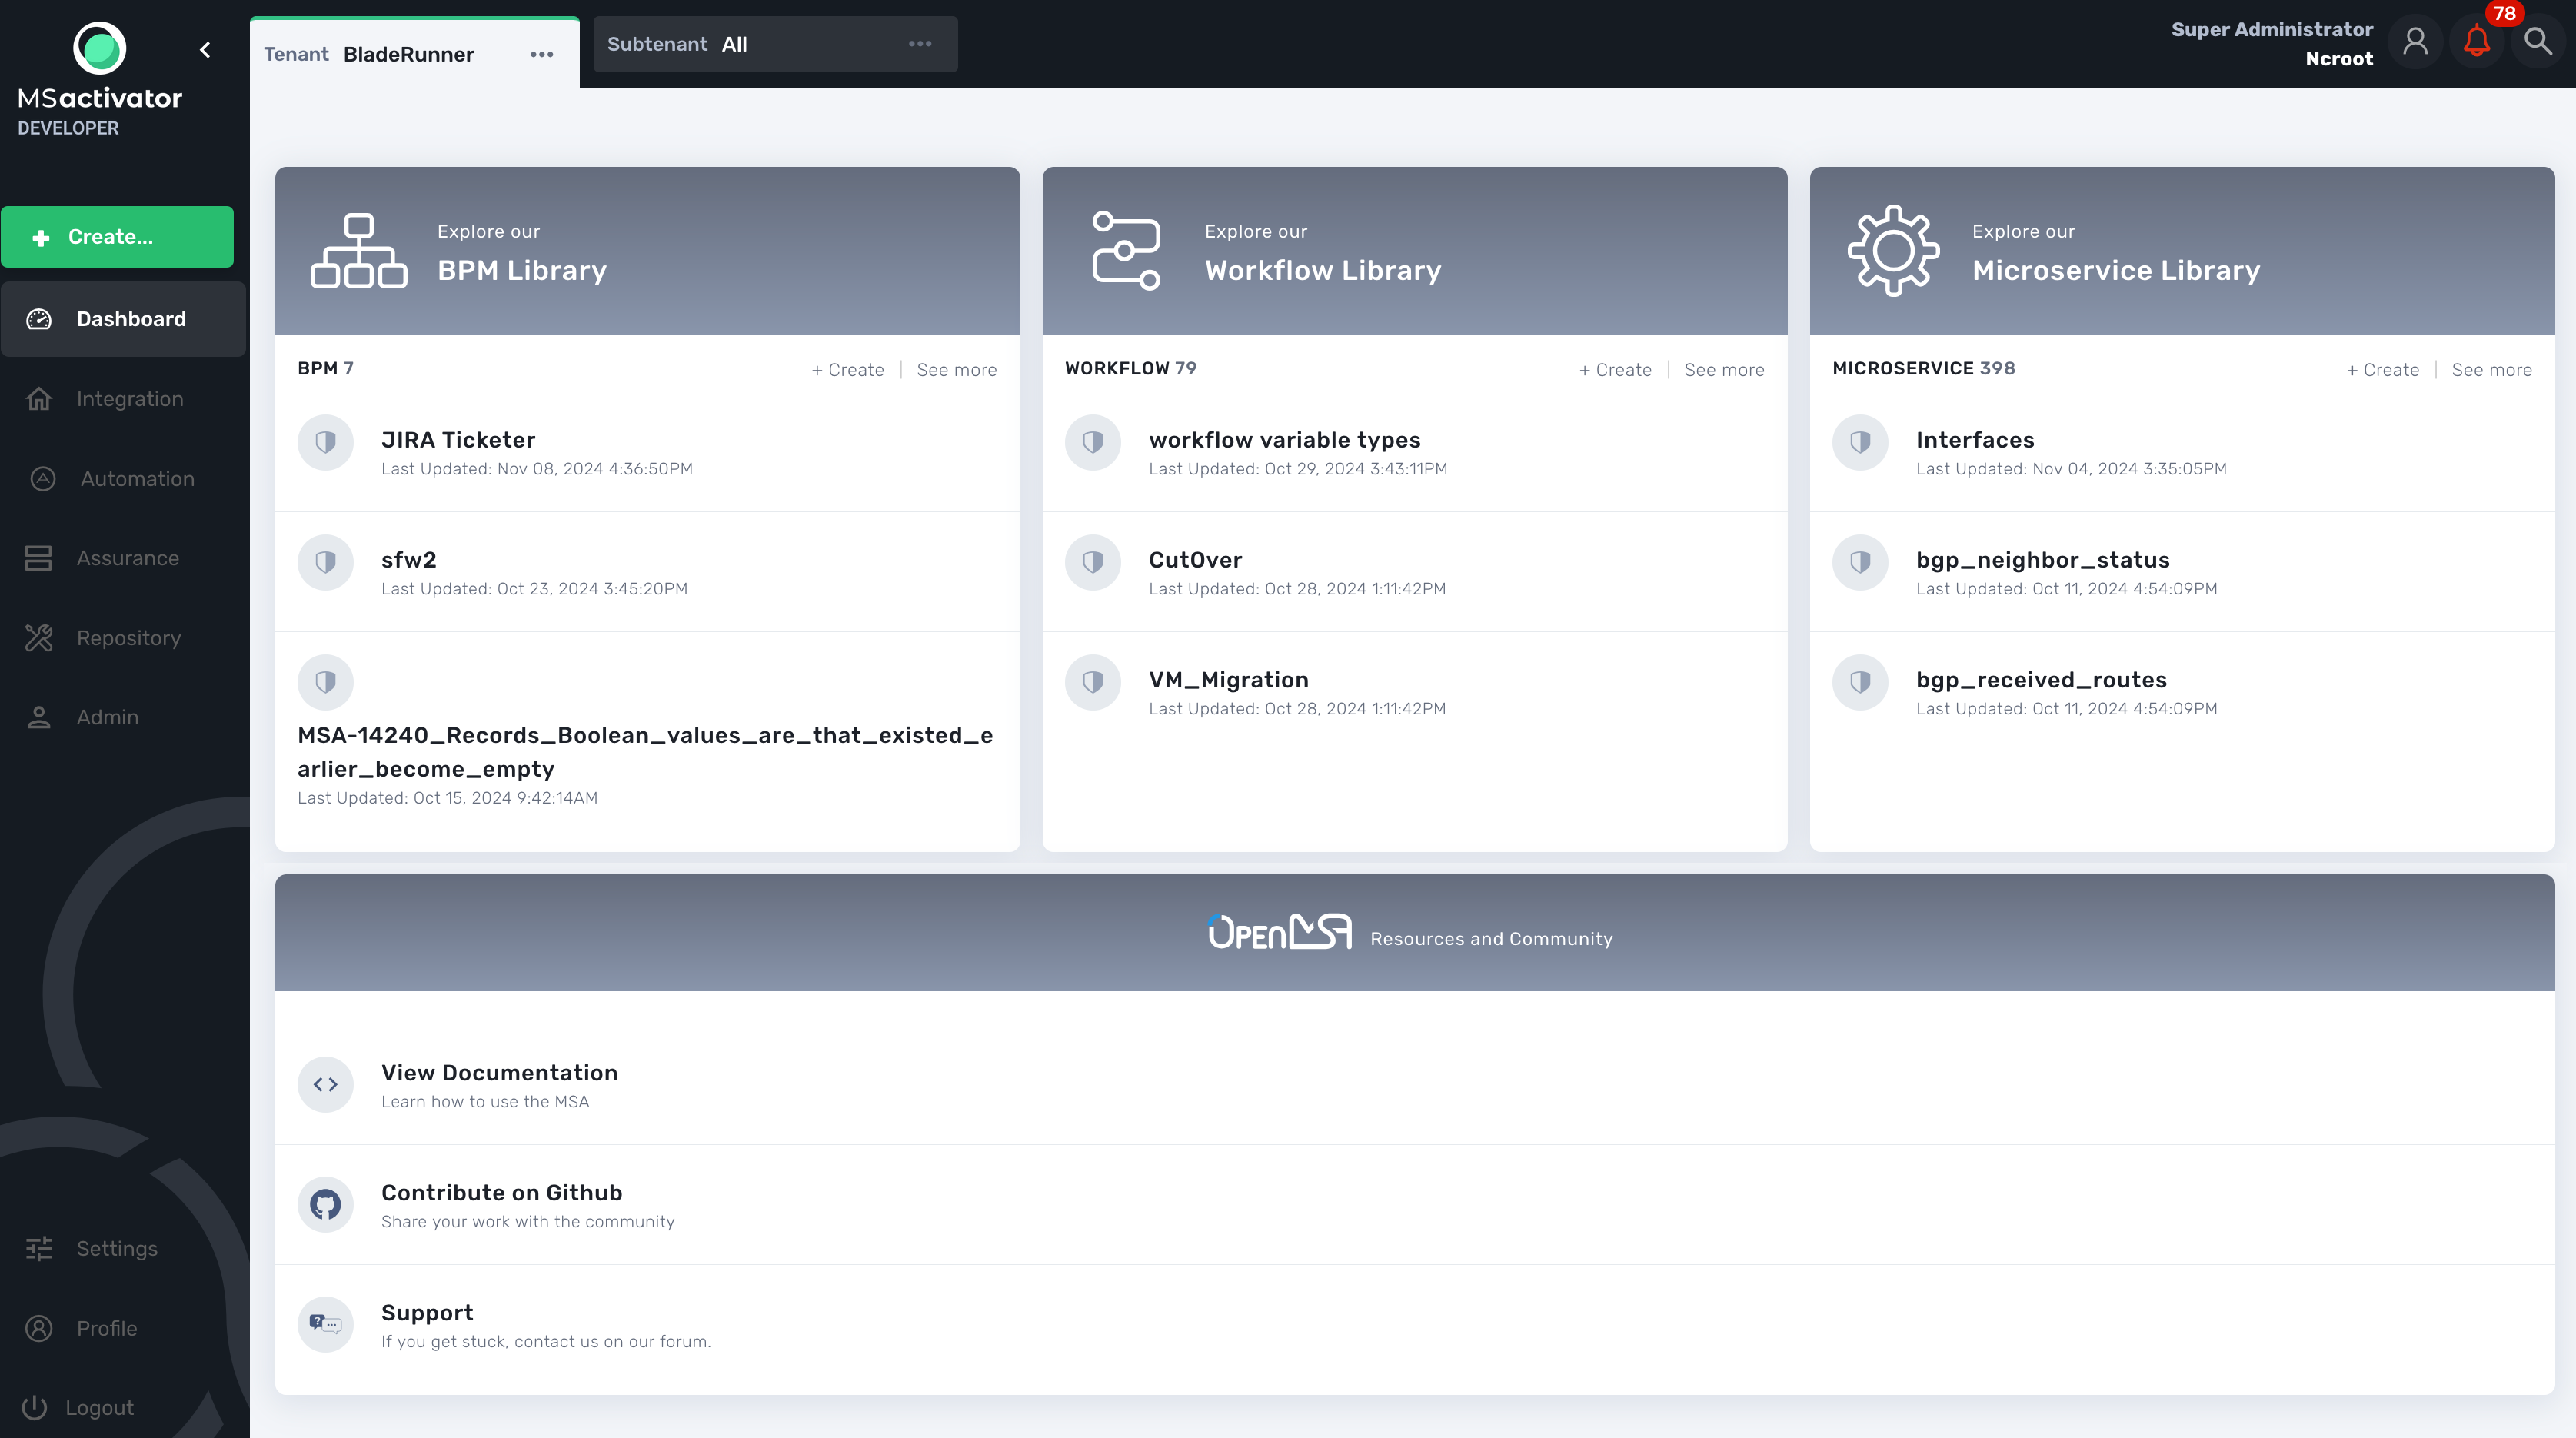 MSactivator
DEVELOPER
Tenant BladeRunner
Subtenant All
Super Administrator
Ncroot
78
Create...
Dashboard
Integration
Automation
Assurance
Repository
Admin
Settings
Profile
Logout
Explore our
BPM Library
BPM 7
+ Create | See more
JIRA Ticketer
Last Updated: Nov 08, 2024 4:36:50PM
sfw2
Last Updated: Oct 23, 2024 3:45:20PM
MSA-14240_Records_Boolean_values_are_that_existed_e
arlier_become_empty
Last Updated: Oct 15, 2024 9:42:14AM
Explore our
Workflow Library
WORKFLOW 79
+ Create | See more
workflow variable types
Last Updated: Oct 29, 2024 3:43:11PM
CutOver
Last Updated: Oct 28, 2024 1:11:42PM
VM_Migration
Last Updated: Oct 28, 2024 1:11:42PM
Explore our
Microservice Library
MICROSERVICE 398
+ Create | See more
Interfaces
Last Updated: Nov 04, 2024 3:35:05PM
bgp_neighbor_status
Last Updated: Oct 11, 2024 4:54:09PM
bgp_received_routes
Last Updated: Oct 11, 2024 4:54:09PM
OPENMSA Resources and Community
View Documentation
Learn how to use the MSA
Contribute on Github
Share your work with the community
Support
If you get stuck, contact us on our forum.